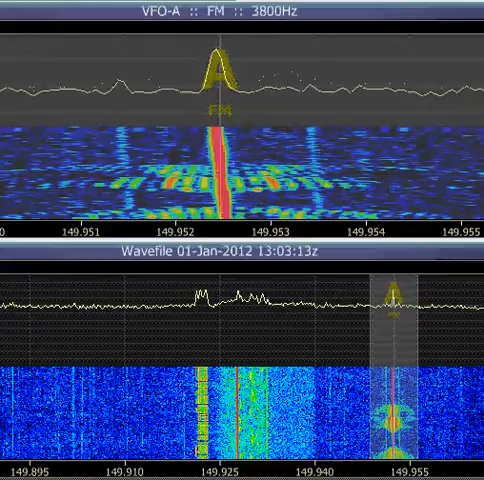 VFO-A :: FM :: 3800Hz
A
FM
0 149.951 149.952 149.953 149.954 149.955
Wavefile 01-Jan-2012 13:03:13z
A
FM
149.895 149.910 149.925 149.940 149.955